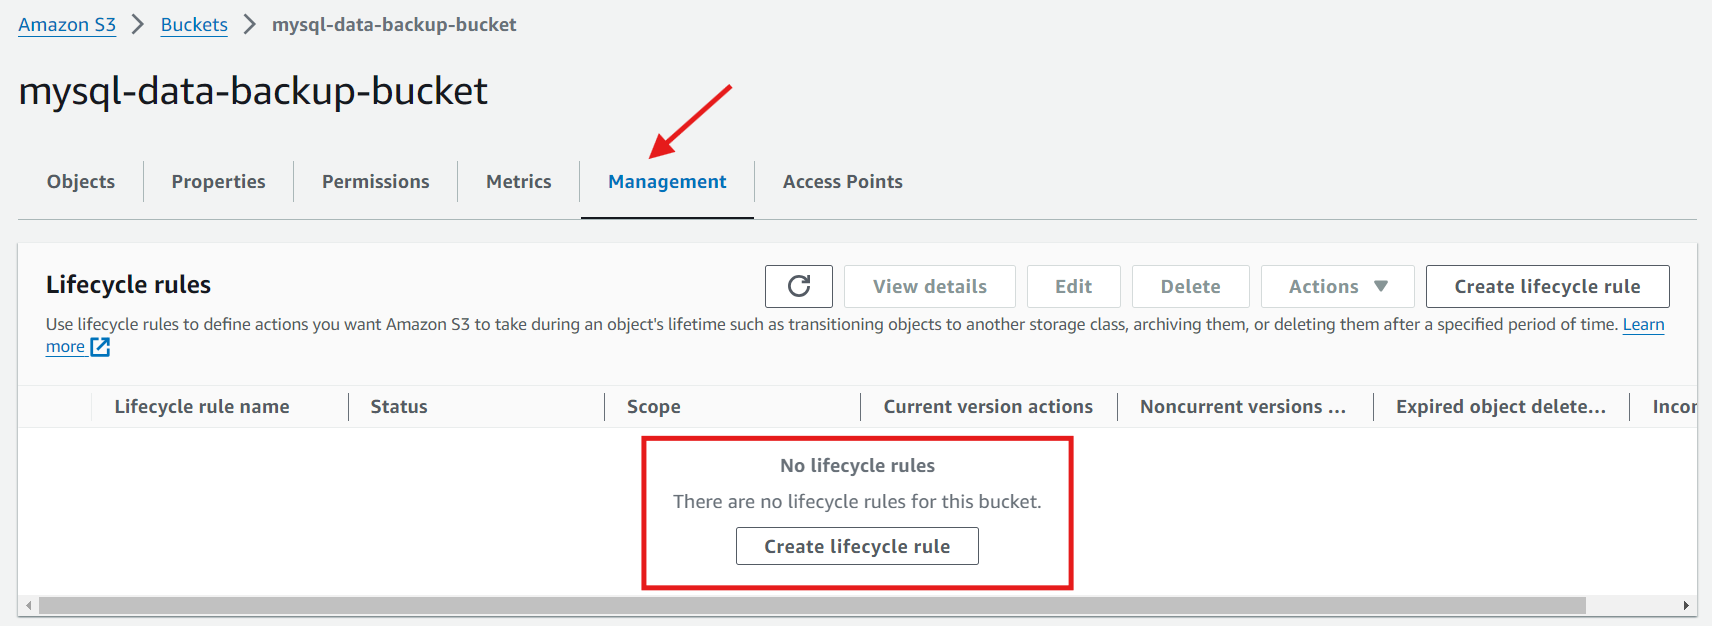 Amazon S3 > Buckets > mysql-data-backup-bucket
mysql-data-backup-bucket
Objects Properties Permissions Metrics Management Access Points
Lifecycle rules View details Edit Delete Actions Create lifecycle rule
Use lifecycle rules to define actions you want Amazon S3 to take during an object's lifetime such as transitioning objects to another storage class, archiving them, or deleting them after a specified period of time. Learn
more
Lifecycle rule name Status Scope Current version actions Noncurrent versions ... Expired object delete...
No lifecycle rules
There are no lifecycle rules for this bucket.
Create lifecycle rule